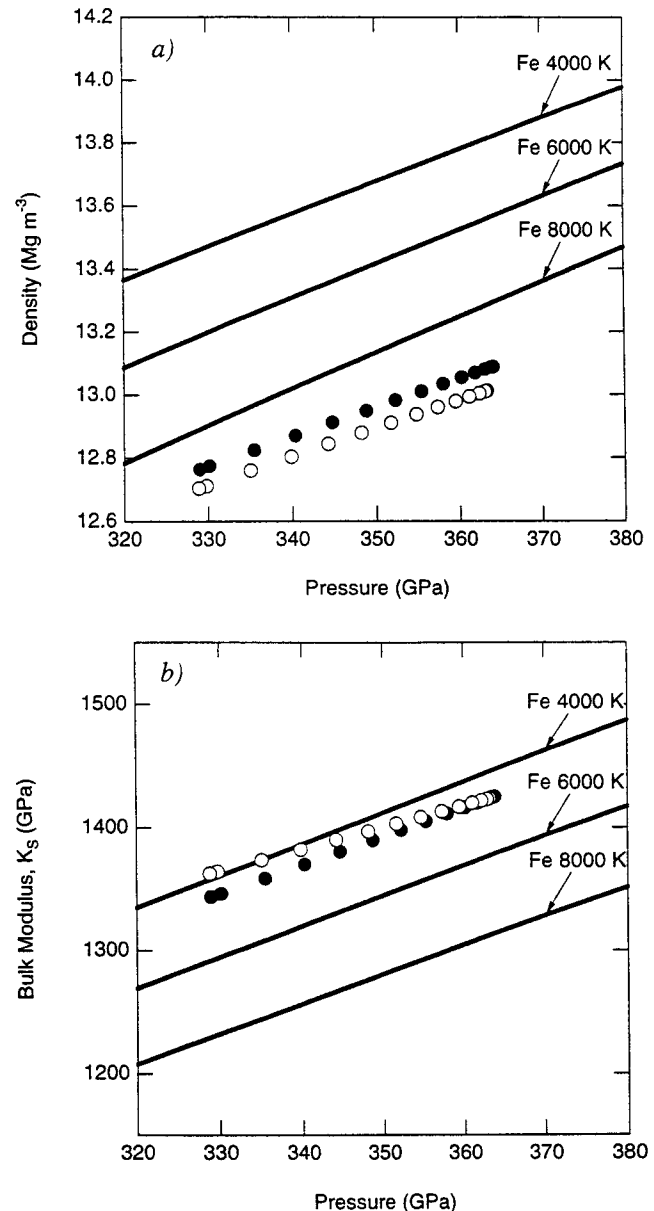 a)
14.2
14.0
13.8
13.6
13.4
13.2
13.0
12.8
12.6
Density (Mg m⁻³)
Fe 4000 K
Fe 6000 K
Fe 8000 K
320 330 340 350 360 370 380
Pressure (GPa)
b)
1500
1400
1300
1200
Bulk Modulus, K_S (GPa)
Fe 4000 K
Fe 6000 K
Fe 8000 K
320 330 340 350 360 370 380
Pressure (GPa)